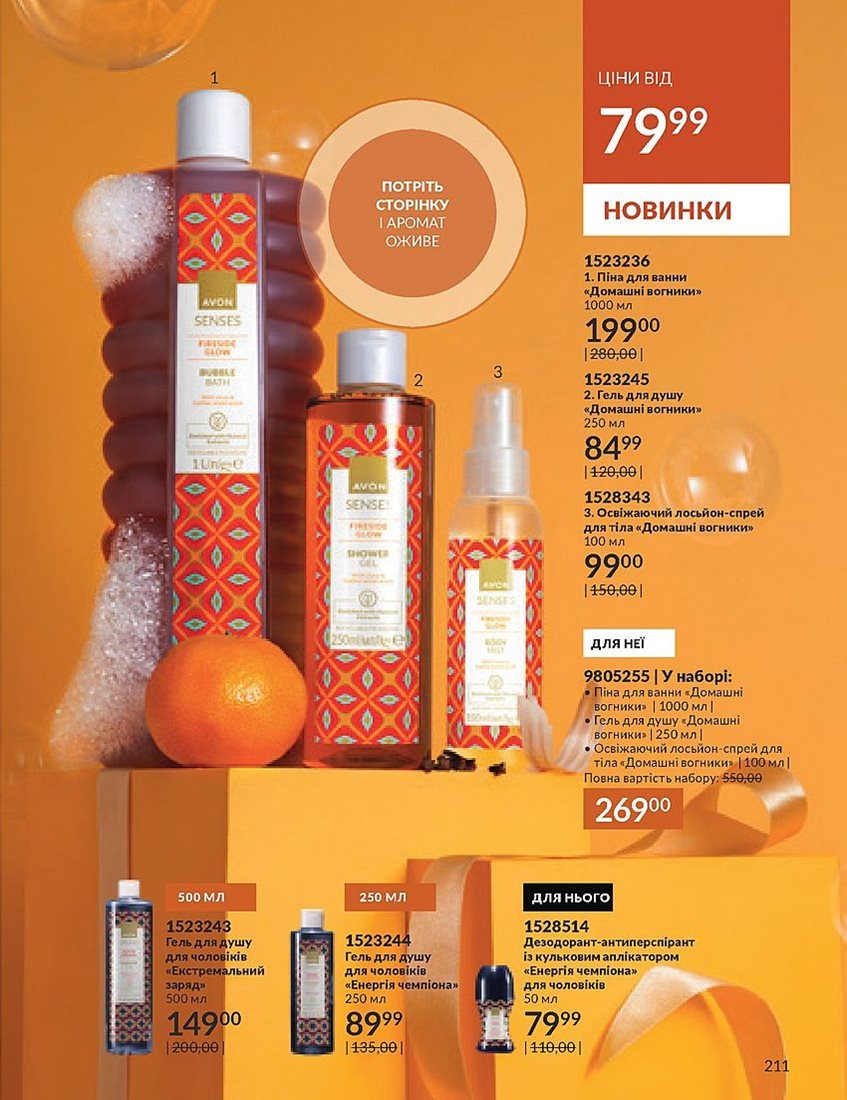 ЦІНИ ВІД
79⁹⁹
НОВИНКИ
1
ПОТРІТЬ
СТОРІНКУ
І АРОМАТ
ОЖИВЕ
2
3
AVON
SENSES
FIRESIDE
GLOW
BUBBLE
BATH
1 L/litre
AVON
SENSES
FIRESIDE
GLOW
SHOWER
GEL
250ml
AVON
SENSES
FIRESIDE
GLOW
BODY
MIST
1523236
1. Піна для ванни
«Домашні вогники»
1000 мл
199⁰⁰
|280,00|
1523245
2. Гель для душу
«Домашні вогники»
250 мл
84⁹⁹
|120,00|
1528343
3. Освіжаючий лосьйон-спрей
для тіла «Домашні вогники»
100 мл
99⁰⁰
|150,00|
ДЛЯ НЕЇ
9805255 | У наборі:
• Піна для ванни «Домашні
вогники» | 1000 мл |
• Гель для душу «Домашні
вогники» | 250 мл |
• Освіжаючий лосьйон-спрей для
тіла «Домашні вогники» | 100 мл |
Повна вартість набору: 550,00
269⁰⁰
500 МЛ
1523243
Гель для душу
для чоловіків
«Екстремальний
заряд»
500 мл
149⁰⁰
|200,00|
250 МЛ
1523244
Гель для душу
для чоловіків
«Енергія чемпіона»
250 мл
89⁹⁹
|135,00|
ДЛЯ НЬОГО
1528514
Дезодорант-антиперспірант
із кульковим аплікатором
«Енергія чемпіона»
для чоловіків
50 мл
79⁹⁹
|110,00|
211